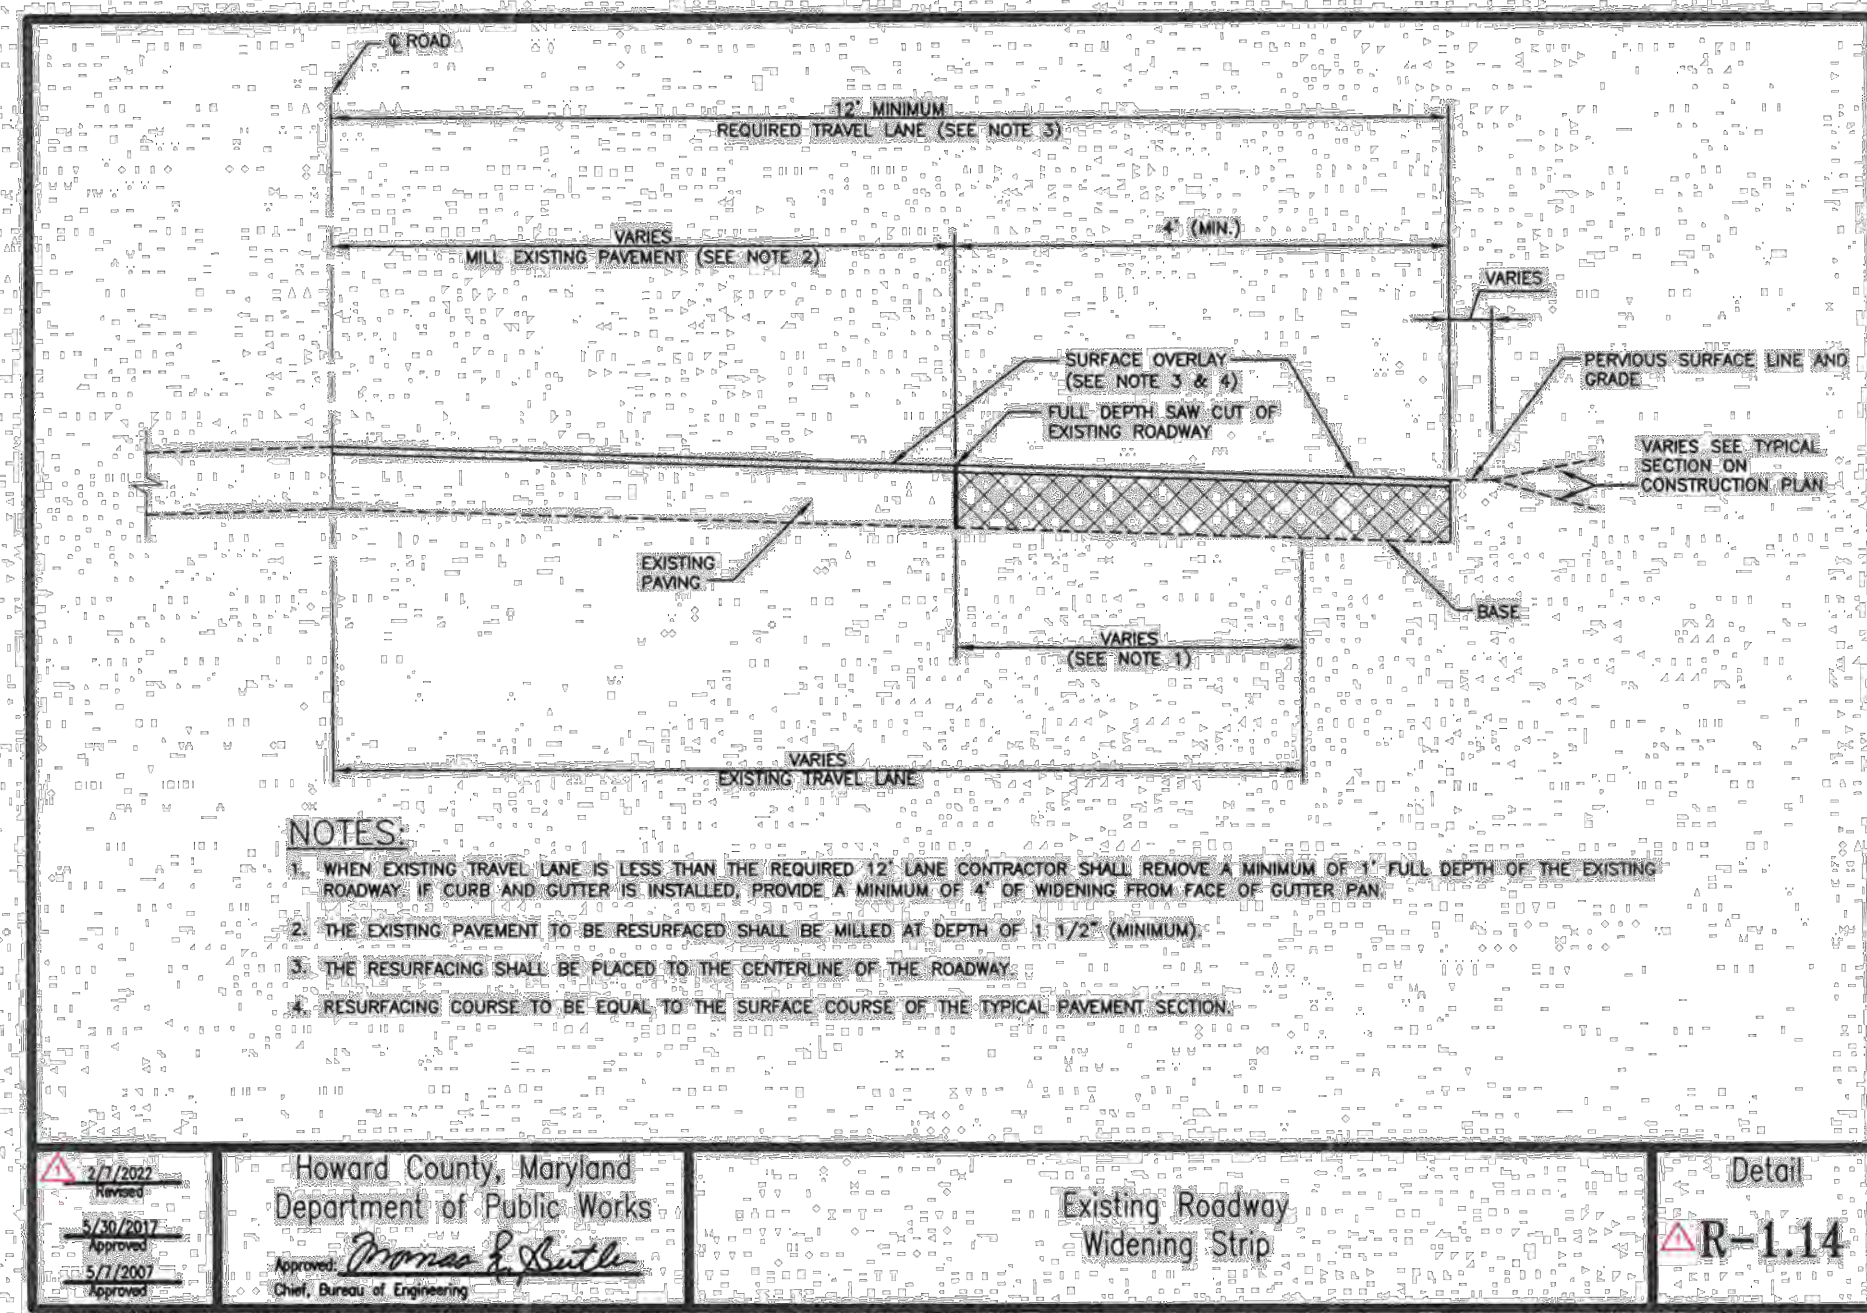 ℄ ROAD
12' MINIMUM
REQUIRED TRAVEL LANE (SEE NOTE 3)
VARIES
MILL EXISTING PAVEMENT (SEE NOTE 2)
4' (MIN.)
VARIES
SURFACE OVERLAY
(SEE NOTE 3 & 4)
FULL DEPTH SAW CUT OF
EXISTING ROADWAY
PERVIOUS SURFACE LINE AND
GRADE
VARIES SEE TYPICAL
SECTION ON
CONSTRUCTION PLAN
EXISTING
PAVING
BASE
VARIES
(SEE NOTE 1)
VARIES
EXISTING TRAVEL LANE
NOTES:
1. WHEN EXISTING TRAVEL LANE IS LESS THAN THE REQUIRED 12' LANE CONTRACTOR SHALL REMOVE A MINIMUM OF 1' FULL DEPTH OF THE EXISTING
ROADWAY. IF CURB AND GUTTER IS INSTALLED, PROVIDE A MINIMUM OF 4' OF WIDENING FROM FACE OF GUTTER PAN.
2. THE EXISTING PAVEMENT TO BE RESURFACED SHALL BE MILLED AT DEPTH OF 1 1/2" (MINIMUM).
3. THE RESURFACING SHALL BE PLACED TO THE CENTERLINE OF THE ROADWAY.
4. RESURFACING COURSE TO BE EQUAL TO THE SURFACE COURSE OF THE TYPICAL PAVEMENT SECTION.
1 2/7/2022
Revised
5/30/2017
Approved
5/7/2007
Approved
Howard County, Maryland
Department of Public Works
Approved: Thomas E. Butler
Chief, Bureau of Engineering
Existing Roadway
Widening Strip
Detail
1 R-1.14